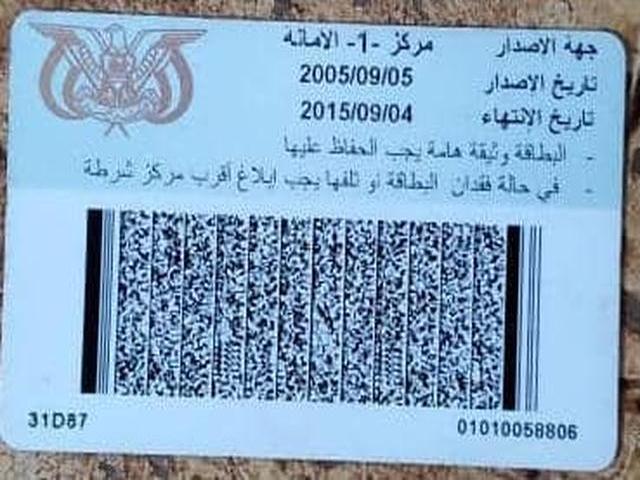 جهة الاصدار مركز -1- الامانه
تاريخ الاصدار 2005/09/05
تاريخ الانتهاء 2015/09/04
- البطاقة وثيقة هامة يجب الحفاظ عليها
- في حالة فقدان البطاقة او تلفها يجب إبلاغ أقرب مركز شرطة
31D87
01010058806